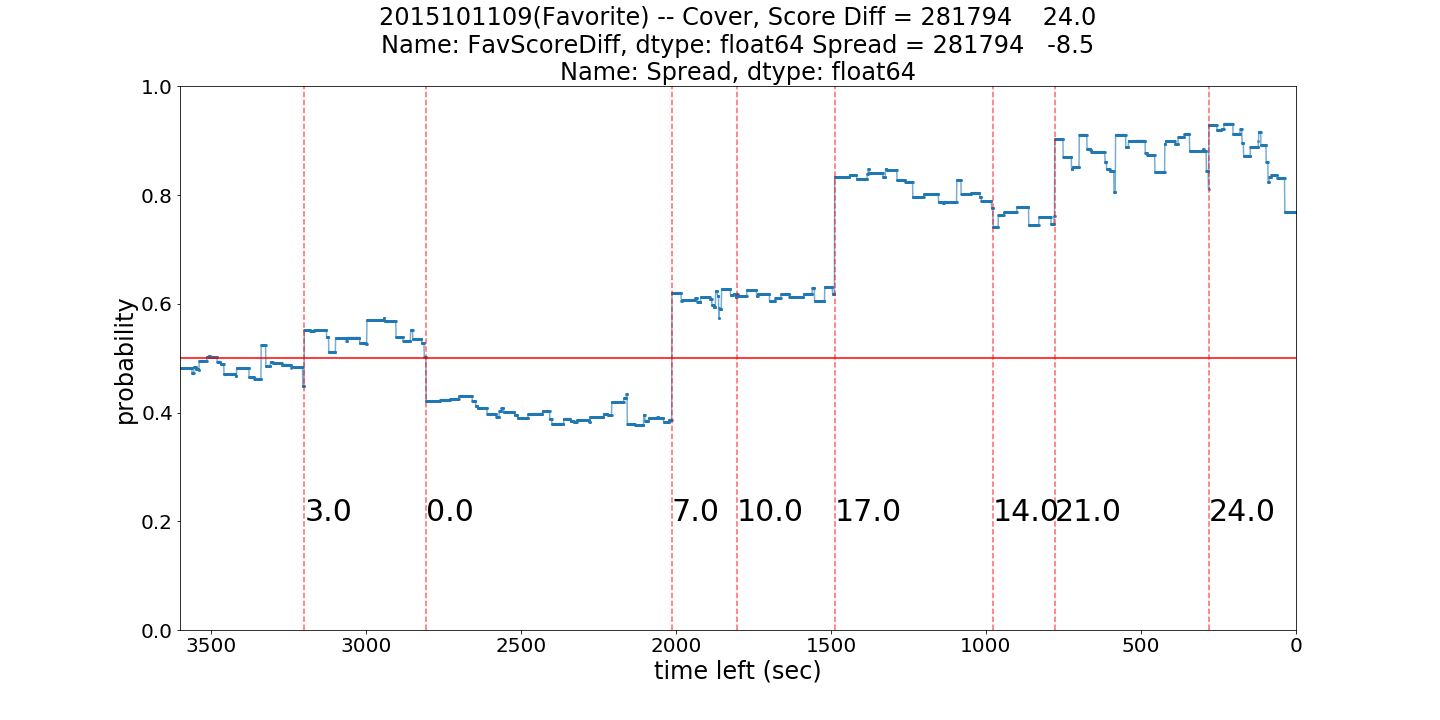 2015101109(Favorite) -- Cover, Score Diff = 281794    24.0
Name: FavScoreDiff, dtype: float64 Spread = 281794   -8.5
Name: Spread, dtype: float64
1.0
0.8
0.6
0.4
0.2
0.0
probability
3.0 0.0 7.0 10.0 17.0 14.0 21.0 24.0
3500 3000 2500 2000 1500 1000 500 0
time left (sec)